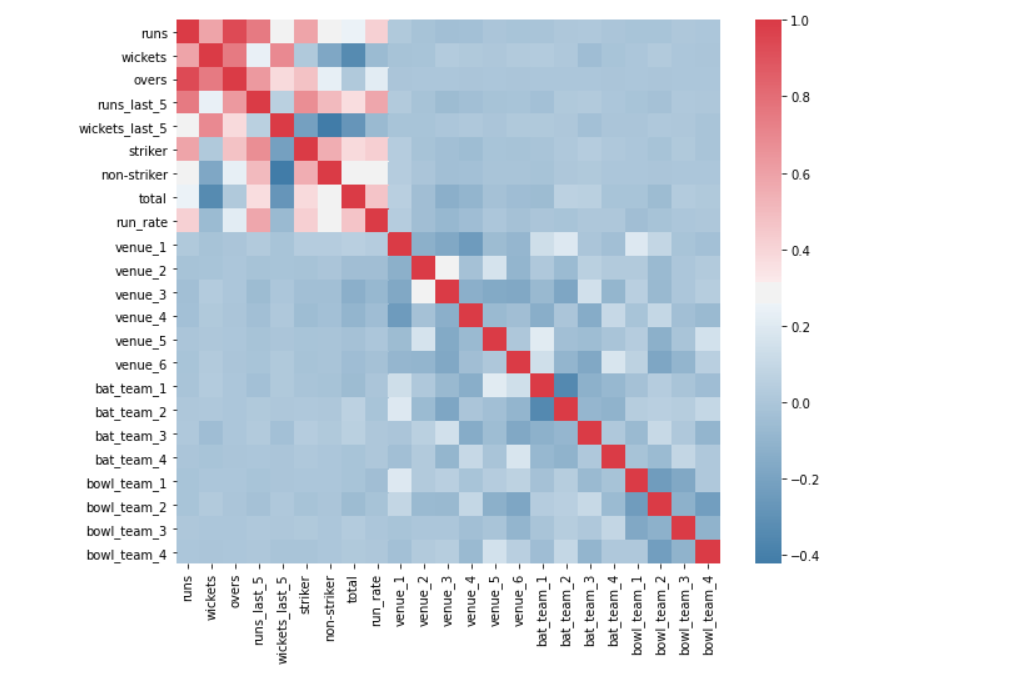 runs
wickets
overs
runs_last_5
wickets_last_5
striker
non-striker
total
run_rate
venue_1
venue_2
venue_3
venue_4
venue_5
venue_6
bat_team_1
bat_team_2
bat_team_3
bat_team_4
bowl_team_1
bowl_team_2
bowl_team_3
bowl_team_4
runs
wickets
overs
runs_last_5
wickets_last_5
striker
non-striker
total
run_rate
venue_1
venue_2
venue_3
venue_4
venue_5
venue_6
bat_team_1
bat_team_2
bat_team_3
bat_team_4
bowl_team_1
bowl_team_2
bowl_team_3
bowl_team_4
1.0
0.8
0.6
0.4
0.2
0.0
−0.2
−0.4